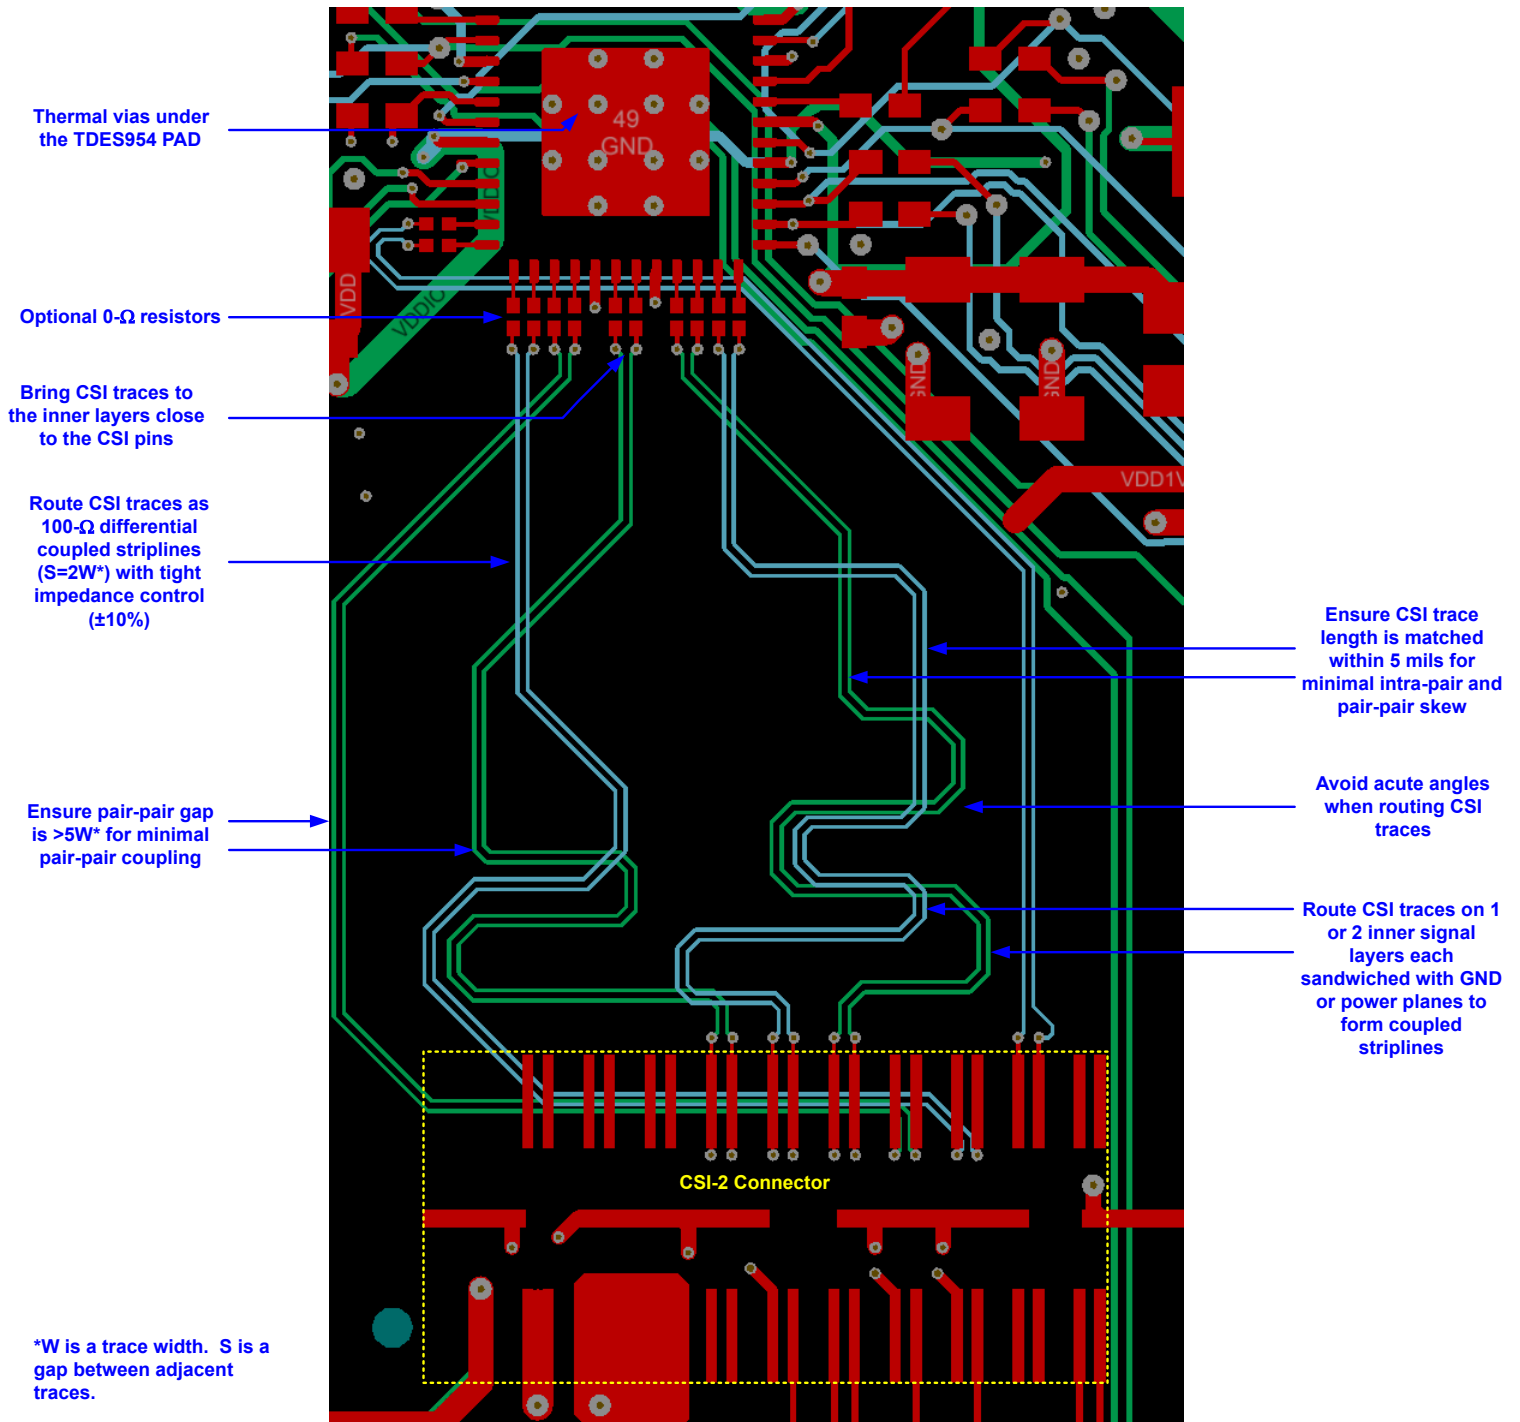 Thermal vias under
the TDES954 PAD
Optional 0-Ω resistors
Bring CSI traces to
the inner layers close
to the CSI pins
Route CSI traces as
100-Ω differential
coupled striplines
(S=2W*) with tight
impedance control
(±10%)
Ensure pair-pair gap
is >5W* for minimal
pair-pair coupling
*W is a trace width. S is a
gap between adjacent
traces.
49
GND
VDDIO
VDD
VDDIO
GND
GND
VDD1V
CSI-2 Connector
Ensure CSI trace
length is matched
within 5 mils for
minimal intra-pair and
pair-pair skew
Avoid acute angles
when routing CSI
traces
Route CSI traces on 1
or 2 inner signal
layers each
sandwiched with GND
or power planes to
form coupled
striplines